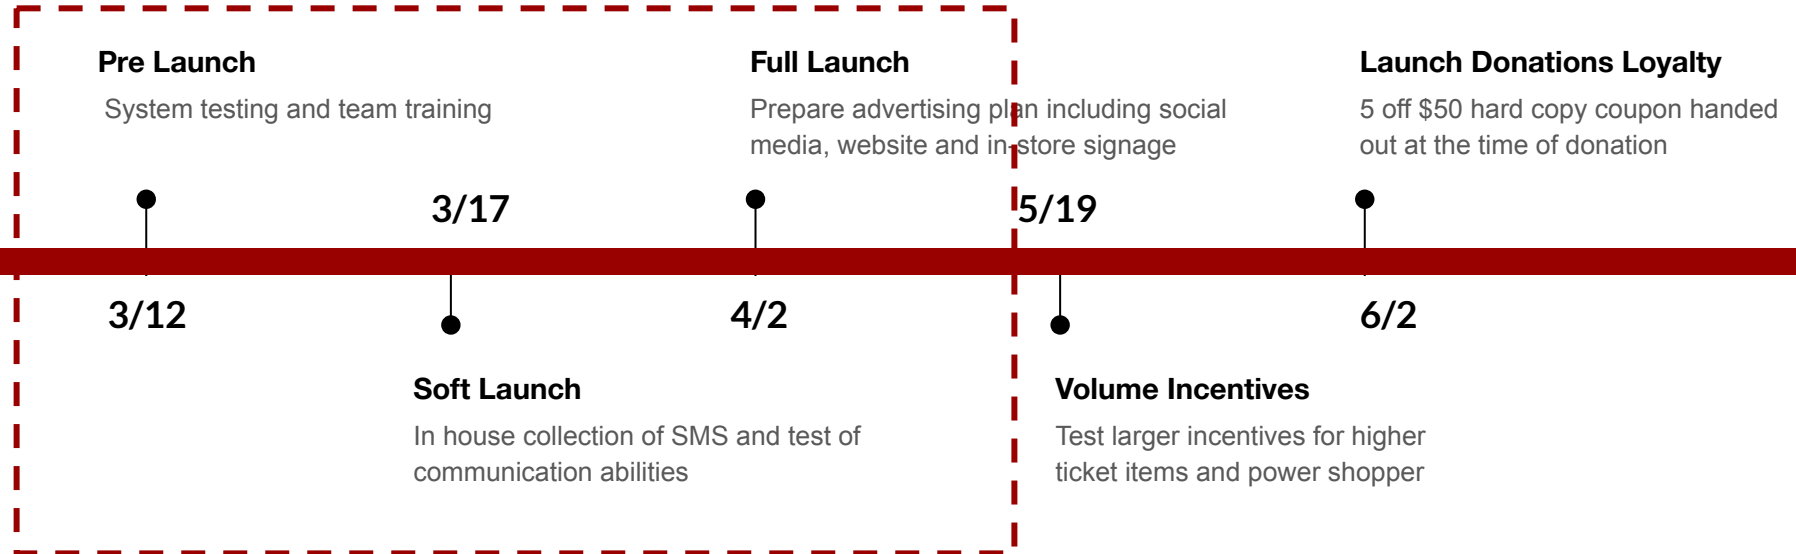 Pre Launch
System testing and team training
Full Launch
Prepare advertising plan including social
media, website and in-store signage
Launch Donations Loyalty
5 off $50 hard copy coupon handed
out at the time of donation
3/17
5/19
3/12
4/2
6/2
Soft Launch
In house collection of SMS and test of
communication abilities
Volume Incentives
Test larger incentives for higher
ticket items and power shopper